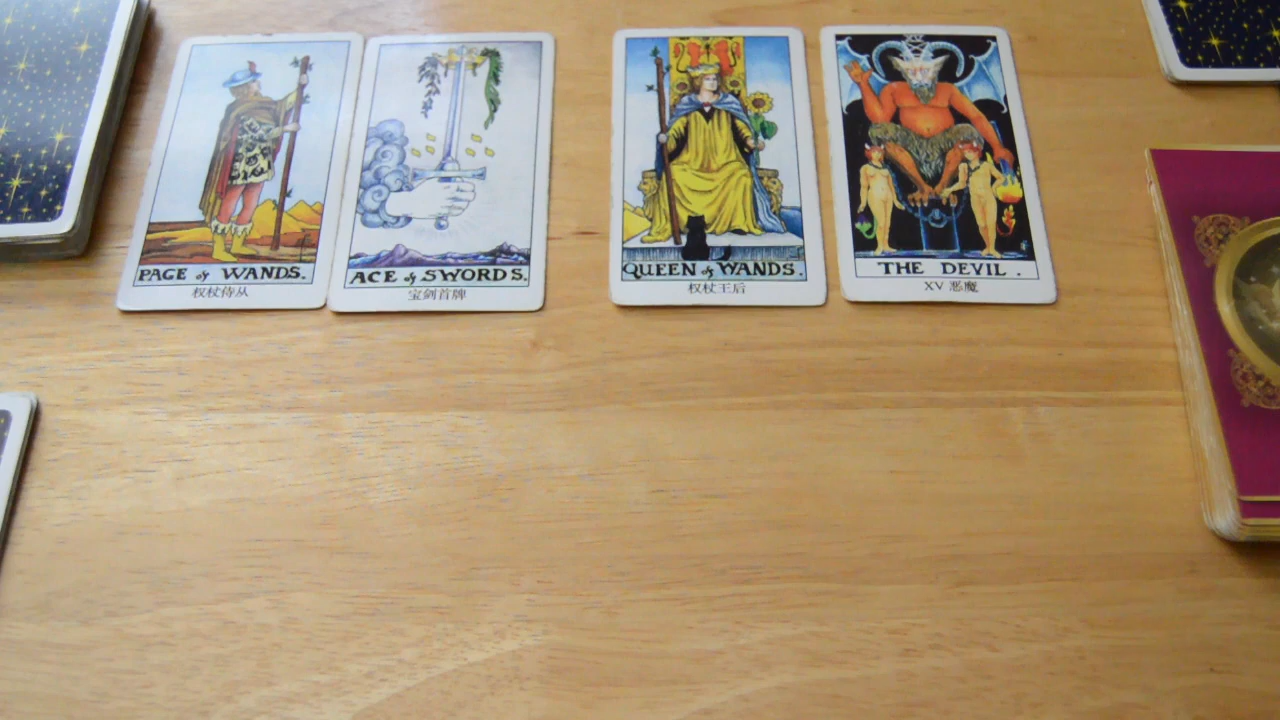 PAGE of WANDS.
权杖侍从
ACE of SWORDS.
宝剑首牌
QUEEN of WANDS.
权杖王后
XV
THE DEVIL.
XV 恶魔